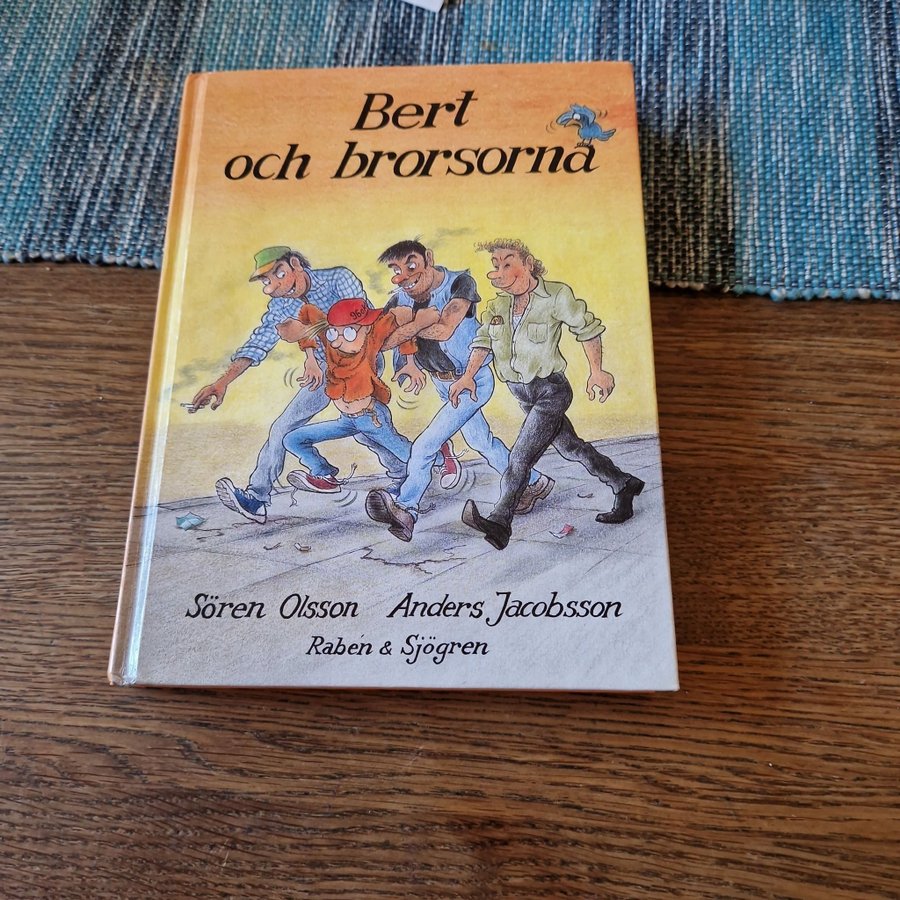 Bert
och brorsorna
Sören Olsson Anders Jacobsson
Rabén & Sjögren